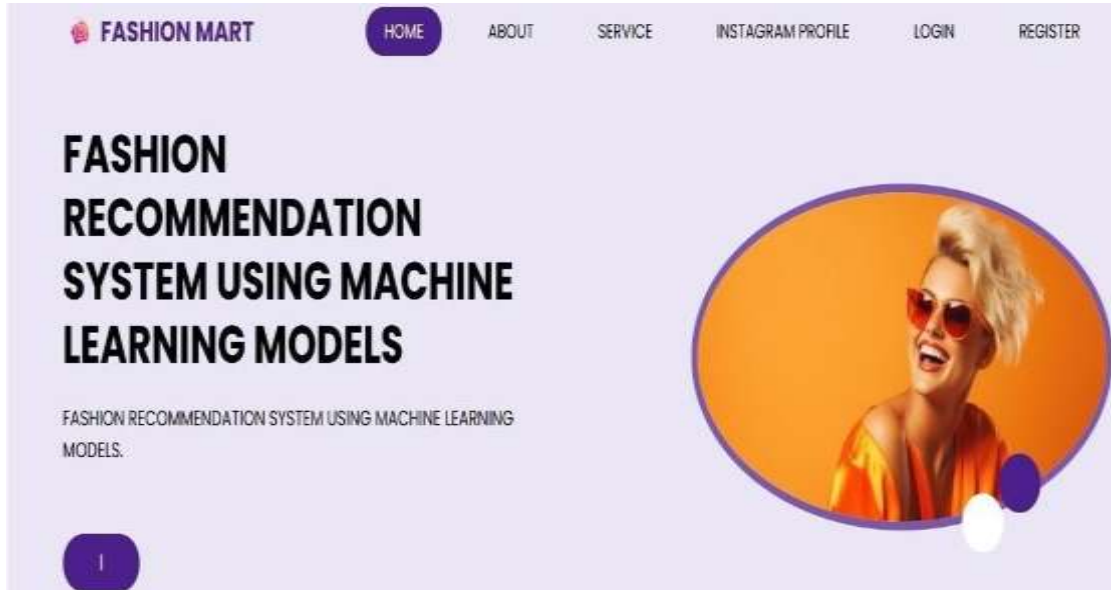 FASHION MART
HOME
ABOUT
SERVICE
INSTAGRAM PROFILE
LOGIN
REGISTER
FASHION
RECOMMENDATION
SYSTEM USING MACHINE
LEARNING MODELS
FASHION RECOMMENDATION SYSTEM USING MACHINE LEARNING
MODELS.